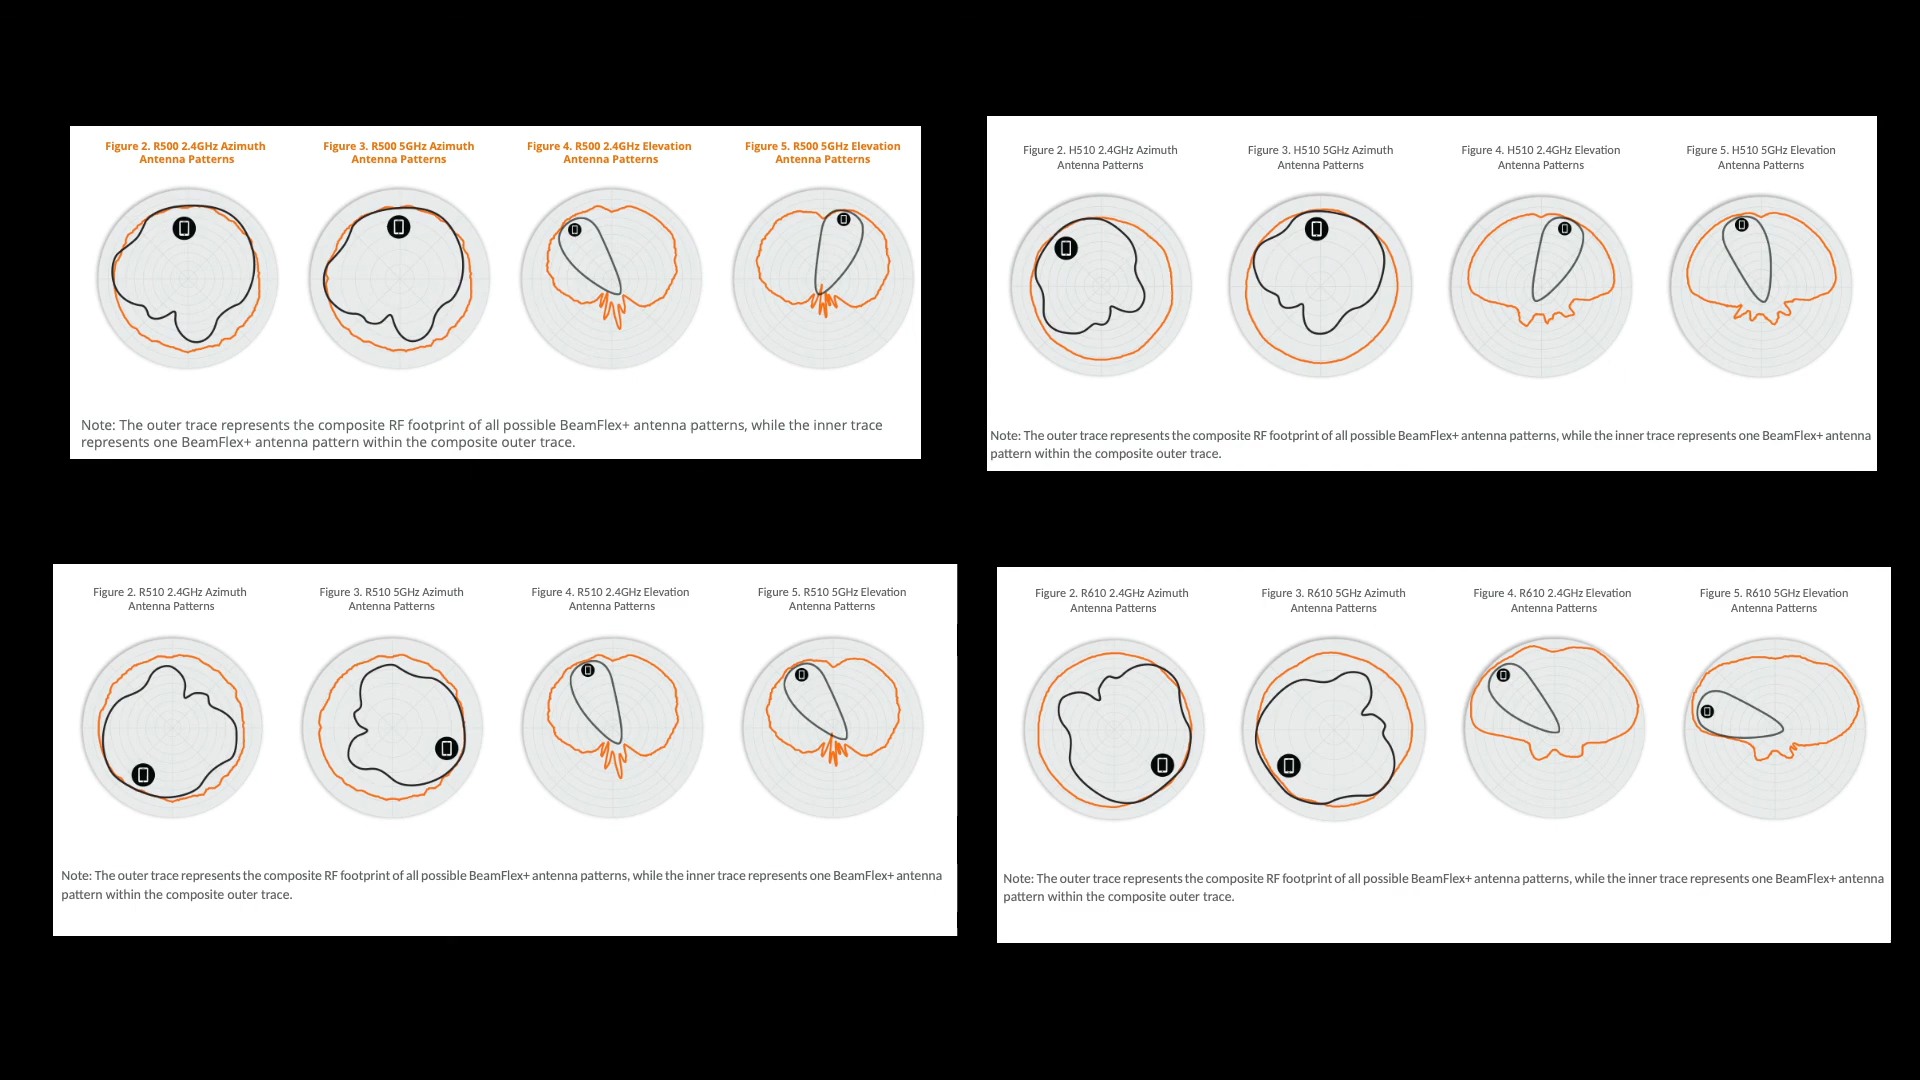 Figure 2. R500 2.4GHz Azimuth
Antenna Patterns
Figure 3. R500 5GHz Azimuth
Antenna Patterns
Figure 4. R500 2.4GHz Elevation
Antenna Patterns
Figure 5. R500 5GHz Elevation
Antenna Patterns
Note: The outer trace represents the composite RF footprint of all possible BeamFlex+ antenna patterns, while the inner trace
represents one BeamFlex+ antenna pattern within the composite outer trace.
Figure 2. H510 2.4GHz Azimuth
Antenna Patterns
Figure 3. H510 5GHz Azimuth
Antenna Patterns
Figure 4. H510 2.4GHz Elevation
Antenna Patterns
Figure 5. H510 5GHz Elevation
Antenna Patterns
Note: The outer trace represents the composite RF footprint of all possible BeamFlex+ antenna patterns, while the inner trace represents one BeamFlex+ antenna
pattern within the composite outer trace.
Figure 2. R510 2.4GHz Azimuth
Antenna Patterns
Figure 3. R510 5GHz Azimuth
Antenna Patterns
Figure 4. R510 2.4GHz Elevation
Antenna Patterns
Figure 5. R510 5GHz Elevation
Antenna Patterns
Note: The outer trace represents the composite RF footprint of all possible BeamFlex+ antenna patterns, while the inner trace represents one BeamFlex+ antenna
pattern within the composite outer trace.
Figure 2. R610 2.4GHz Azimuth
Antenna Patterns
Figure 3. R610 5GHz Azimuth
Antenna Patterns
Figure 4. R610 2.4GHz Elevation
Antenna Patterns
Figure 5. R610 5GHz Elevation
Antenna Patterns
Note: The outer trace represents the composite RF footprint of all possible BeamFlex+ antenna patterns, while the inner trace represents one BeamFlex+ antenna
pattern within the composite outer trace.